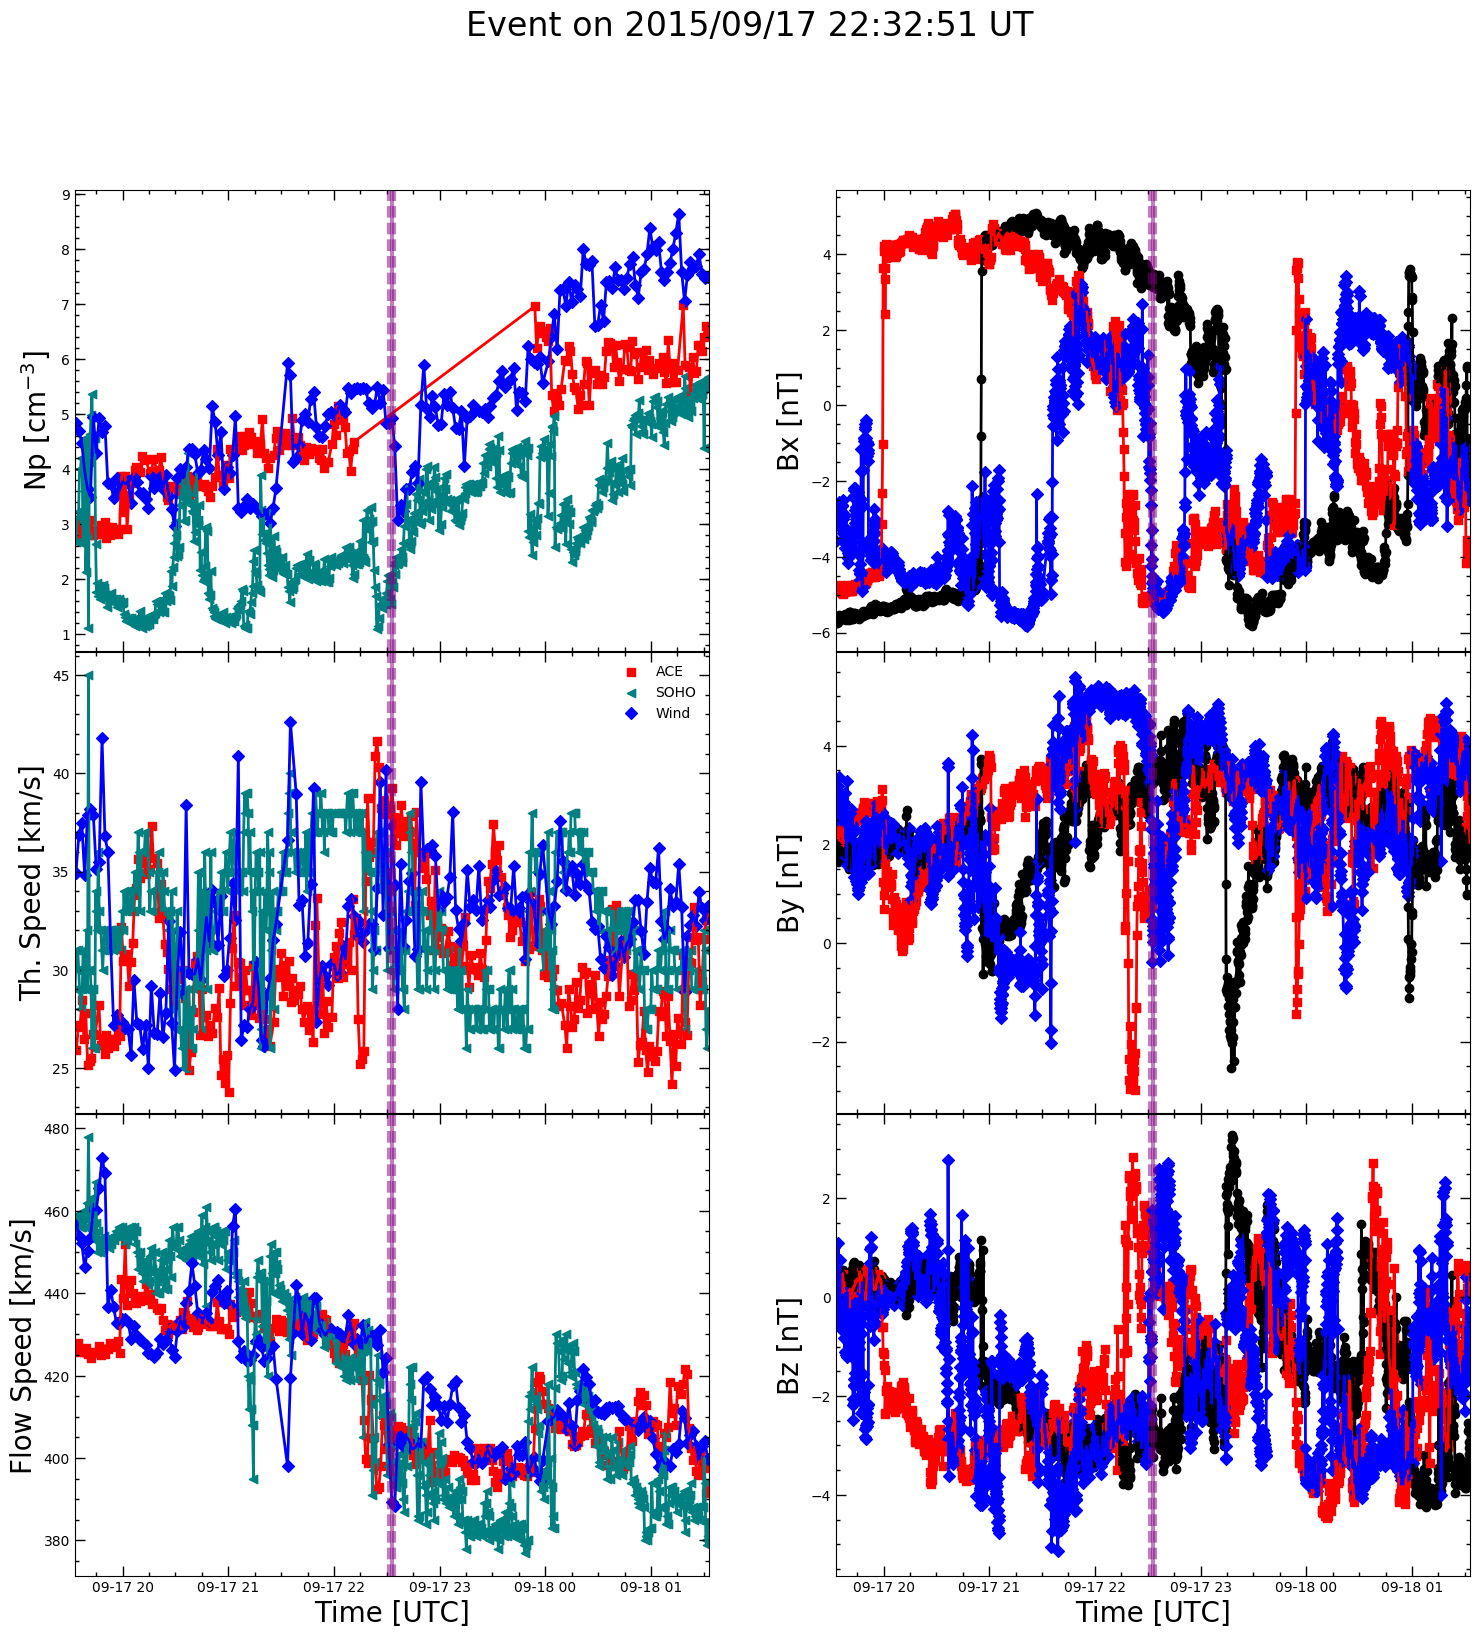 Event on 2015/09/17 22:32:51 UT
Np [cm⁻³]
9
8
7
6
5
4
3
2
1
Bx [nT]
4
2
0
−2
−4
−6
Th. Speed [km/s]
45
40
35
30
25
ACE
SOHO
Wind
By [nT]
4
2
0
−2
Flow Speed [km/s]
480
460
440
420
400
380
Bz [nT]
2
0
−2
−4
09-17 20 09-17 21 09-17 22 09-17 23 09-18 00 09-18 01
Time [UTC]
09-17 20 09-17 21 09-17 22 09-17 23 09-18 00 09-18 01
Time [UTC]